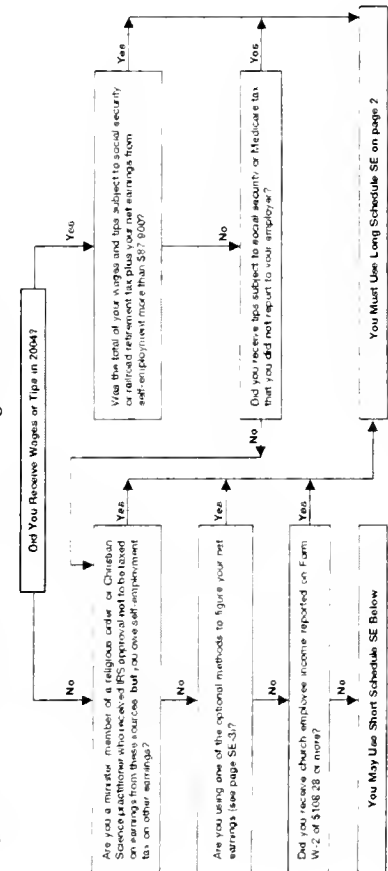 Did You Receive Wages or Tips in 2004?
No
Yes
Are you a minister member of a religious order or Christian
Science practitioner who received IRS approval not to be taxed
on earnings from these sources but you owe self-employment
tax on other earnings?
Yes
No
Are you using one of the optional methods to figure your net
earnings (see page SE-3)?
Yes
No
Did you receive church employee income reported on Form
W-2 of $108.28 or more?
Yes
No
You May Use Short Schedule SE Below
Was the total of your wages and tips subject to social security
or railroad retirement tax plus your net earnings from
self-employment more than $87,900?
Yes
No
Did you receive tips subject to social security or Medicare tax
that you did not report to your employer?
Yes
No
You Must Use Long Schedule SE on page 2